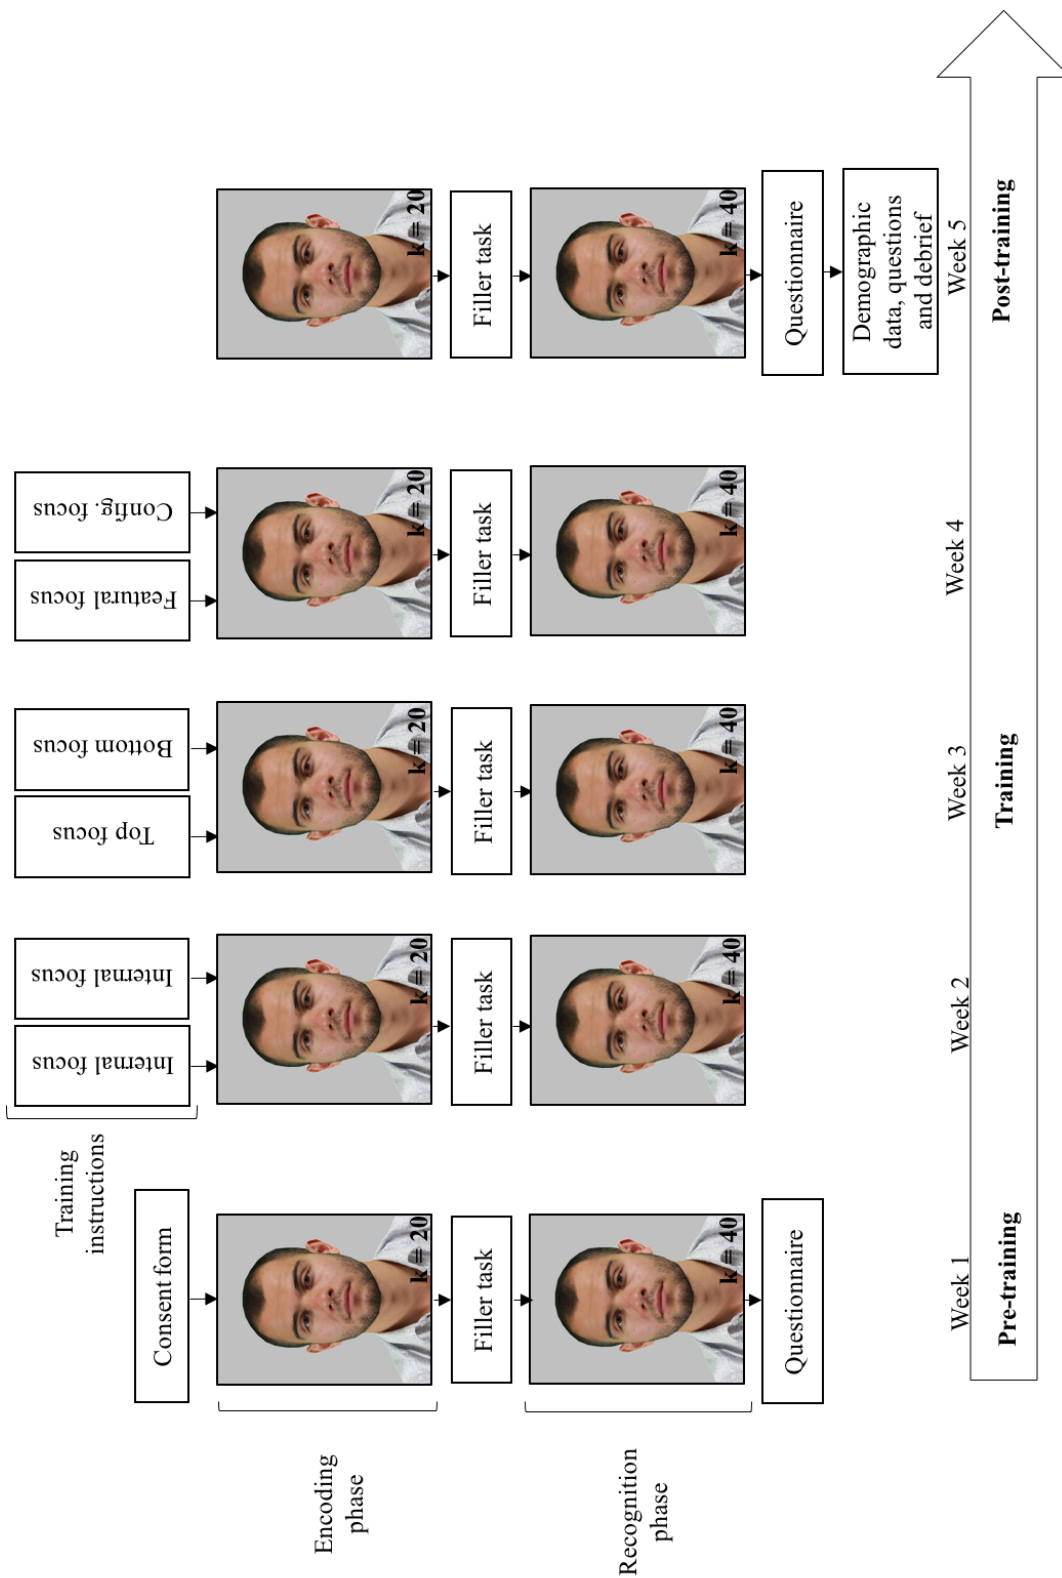 Training
instructions
Internal focus
Internal focus
Top focus
Bottom focus
Featural focus
Config. focus
Consent form
Encoding
phase
k = 20
k = 20
k = 20
k = 20
k = 20
Filler task
Filler task
Filler task
Filler task
Filler task
Recognition
phase
k = 40
k = 40
k = 40
k = 40
k = 40
Questionnaire
Questionnaire
Demographic
data, questions
and debrief
Week 1
Week 2
Week 3
Week 4
Week 5
Pre-training
Training
Post-training